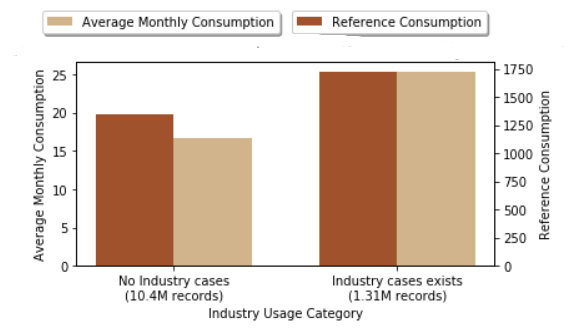 Average Monthly Consumption
Reference Consumption
25
20
15
10
5
0
Average Monthly Consumption
1750
1500
1250
1000
750
500
250
0
Reference Consumption
No Industry cases
(10.4M records)
Industry cases exists
(1.31M records)
Industry Usage Category